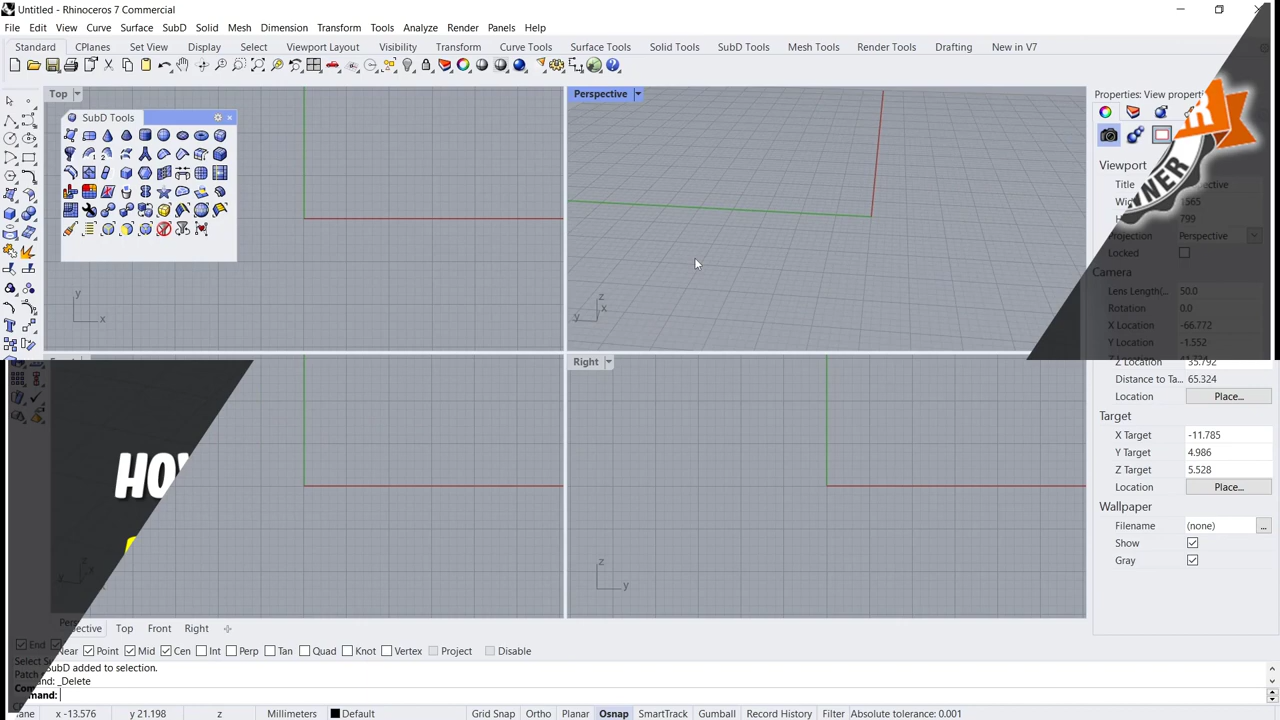 Untitled - Rhinoceros 7 Commercial
File Edit View Curve Surface SubD Solid Mesh Dimension Transform Tools Analyze Render Panels Help
Standard CPlanes Set View Display Select Viewport Layout Visibility Transform Curve Tools Surface Tools Solid Tools SubD Tools Mesh Tools Render Tools Drafting New in V7
Top
Perspective
Properties: View propert
SubD Tools
Viewport
Title
Projection Perspective
Locked
Camera
Lens Length(... 50.0
Rotation 0.0
X Location -66.772
Y Location -1.552
Z Location 35.792
Distance to Ta... 65.324
Location Place...
Target
X Target -11.785
Y Target 4.986
Z Target 5.528
Location Place...
Wallpaper
Filename (none) ...
Show
Gray
y
x
z
x
y
Right
z
y
Top Front Right
End Near Point Mid Cen Int Perp Tan Quad Knot Vertex Project Disable
SubD added to selection.
_Delete
x -13.576 y 21.198 z Millimeters Default Grid Snap Ortho Planar Osnap SmartTrack Gumball Record History Filter Absolute tolerance: 0.001